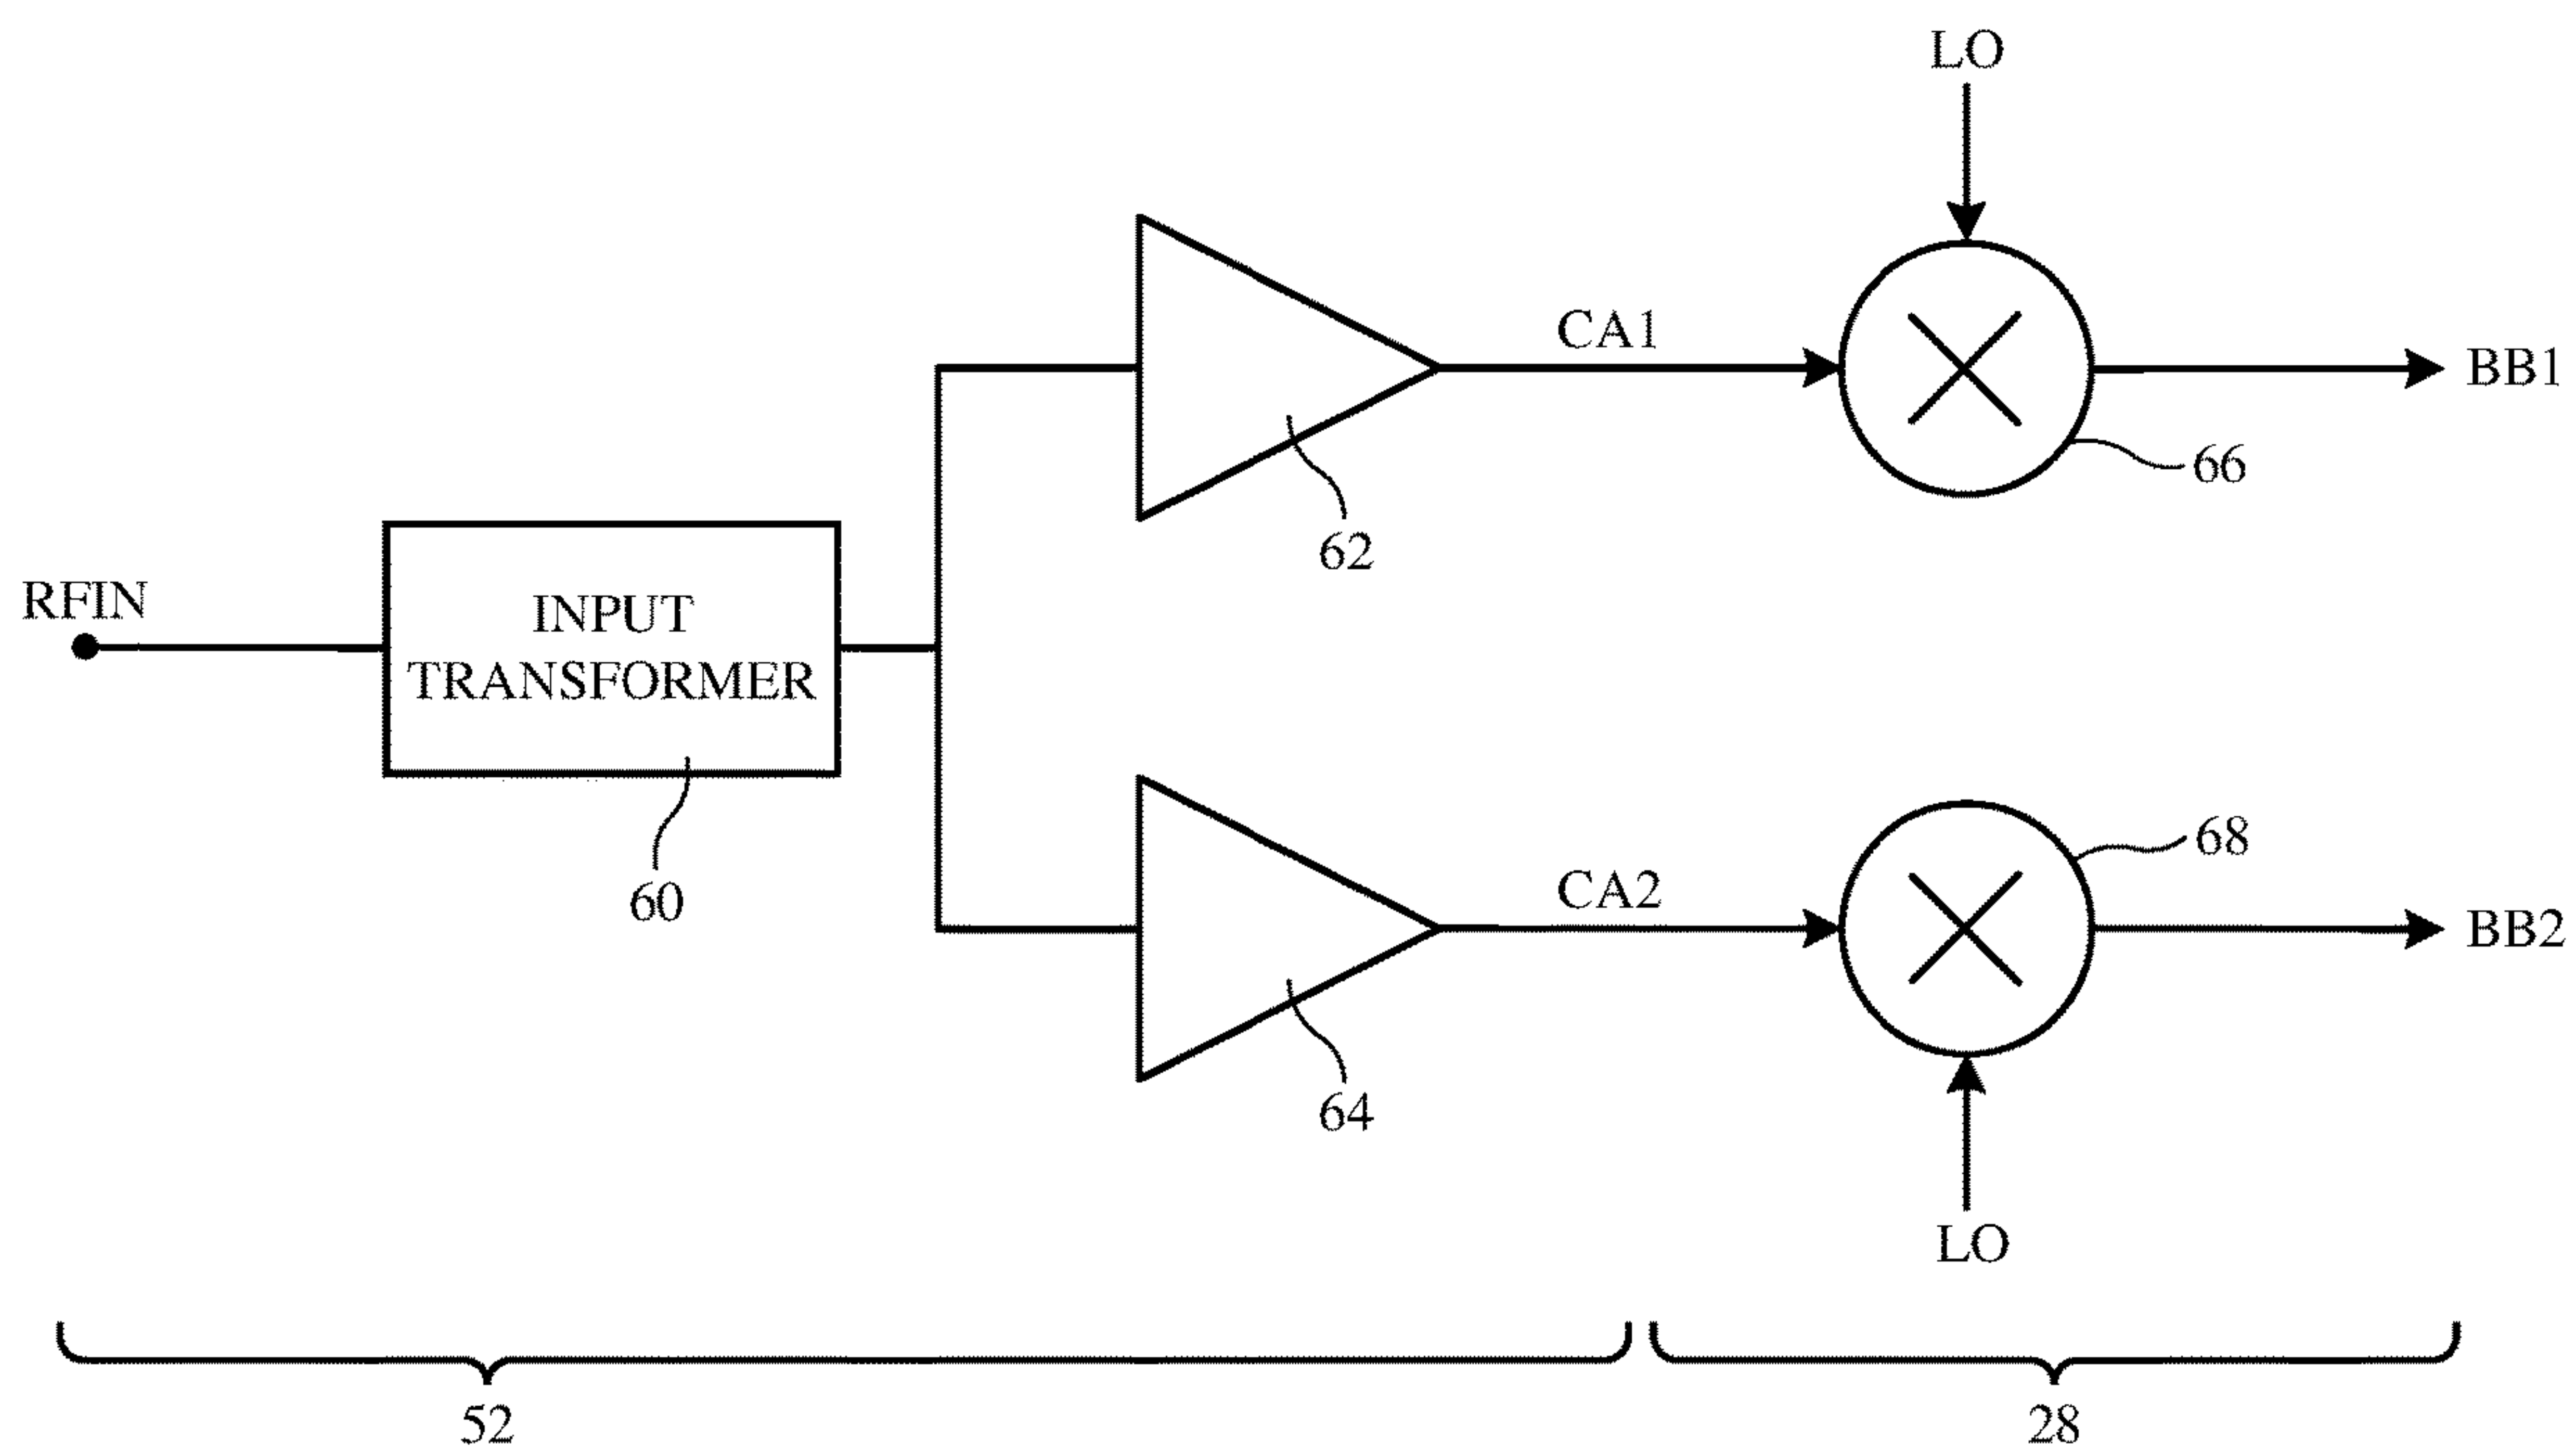 LO
CA1
BB1
66
62
RFIN
INPUT
TRANSFORMER
60
68
CA2
BB2
64
LO
52
28